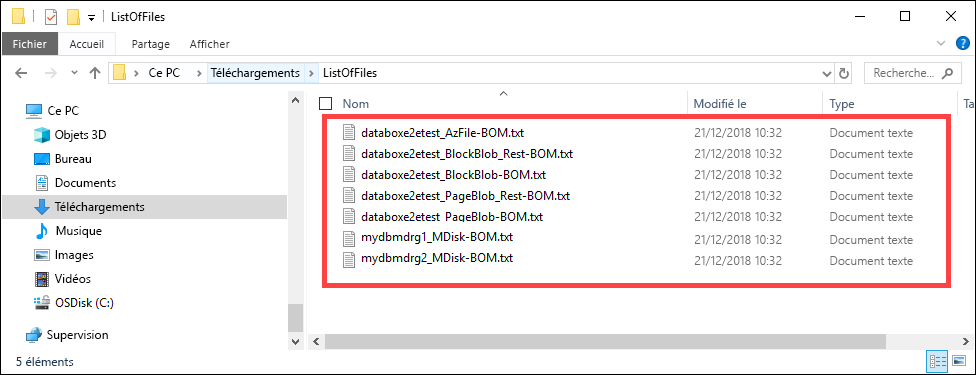 ListOfFiles
Fichier Accueil Partage Afficher
Ce PC Téléchargements ListOfFiles Recherche...
Nom Modifié le Type Ta
Ce PC
Objets 3D
Bureau
Documents
Téléchargements
Musique
Images
Vidéos
OSDisk (C:)
Supervision
databoxe2etest_AzFile-BOM.txt 21/12/2018 10:32 Document texte
databoxe2etest_BlockBlob_Rest-BOM.txt 21/12/2018 10:32 Document texte
databoxe2etest_BlockBlob-BOM.txt 21/12/2018 10:32 Document texte
databoxe2etest_PageBlob_Rest-BOM.txt 21/12/2018 10:32 Document texte
databoxe2etest_PageBlob-BOM.txt 21/12/2018 10:32 Document texte
mydbmdrg1_MDisk-BOM.txt 21/12/2018 10:32 Document texte
mydbmdrg2_MDisk-BOM.txt 21/12/2018 10:32 Document texte
5 éléments